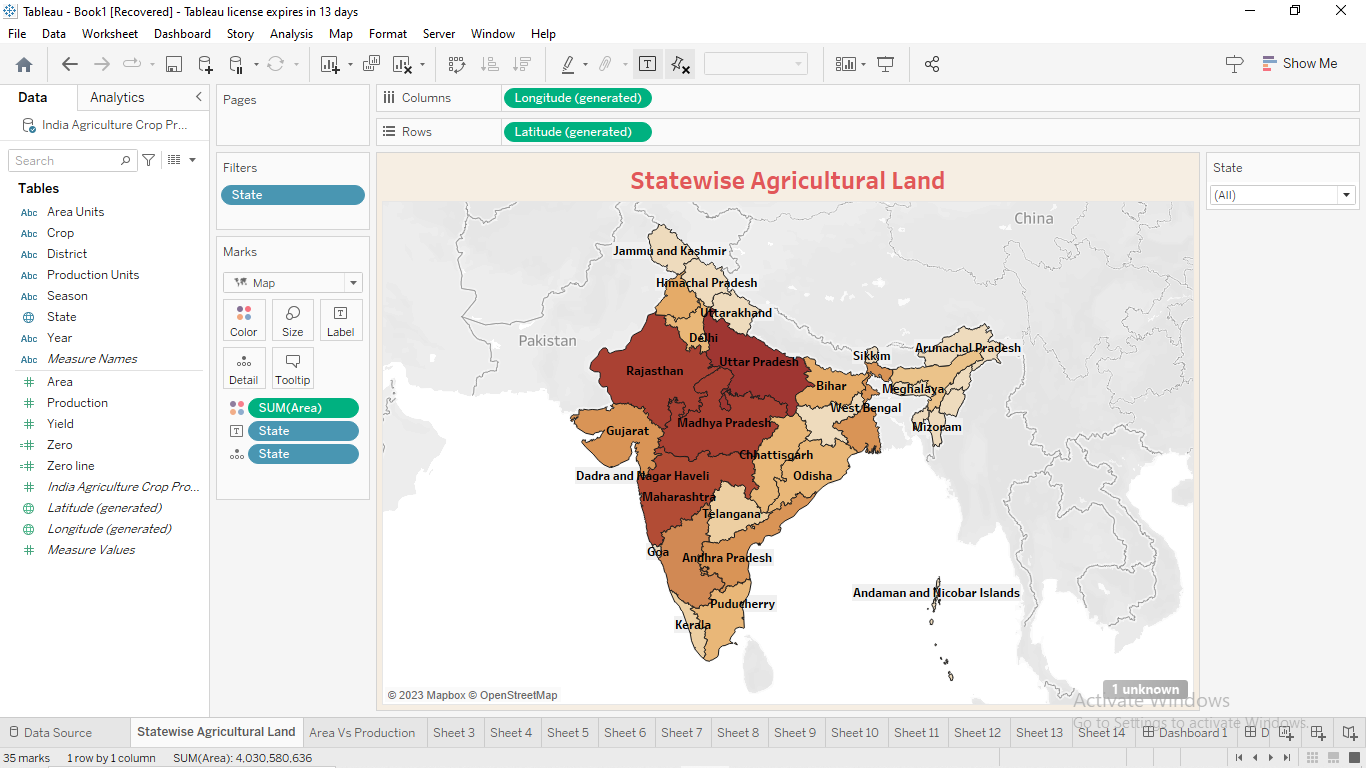 Tableau - Book1 [Recovered] - Tableau license expires in 13 days
File Data Worksheet Dashboard Story Analysis Map Format Server Window Help
Show Me
Data Analytics
India Agriculture Crop Pr...
Search
Tables
Abc Area Units
Abc Crop
Abc District
Abc Production Units
Abc Season
State
Abc Year
Abc Measure Names
Area
Production
Yield
Zero
Zero line
India Agriculture Crop Pro...
Latitude (generated)
Longitude (generated)
Measure Values
Pages
Filters
State
Marks
Map
Color Size Label
Detail Tooltip
SUM(Area)
State
State
Columns Longitude (generated)
Rows Latitude (generated)
Statewise Agricultural Land
China
Jammu and Kashmir
Himachal Pradesh
Uttarakhand
Pakistan
Delhi
Arunachal Pradesh
Sikkim
Uttar Pradesh
Rajasthan
Bihar
Meghalaya
West Bengal
Madhya Pradesh
Mizoram
Gujarat
Chhattisgarh
Dadra and Nagar Haveli
Odisha
Maharashtra
Telangana
Goa
Andhra Pradesh
Andaman and Nicobar Islands
Puducherry
Kerala
© 2023 Mapbox © OpenStreetMap
1 unknown
State
(All)
Activate Windows
Go to Settings to activate Windows.
Data Source Statewise Agricultural Land Area Vs Production Sheet 3 Sheet 4 Sheet 5 Sheet 6 Sheet 7 Sheet 8 Sheet 9 Sheet 10 Sheet 11 Sheet 12 Sheet 13 Sheet 14 Dashboard 1 D
35 marks 1 row by 1 column SUM(Area): 4,030,580,636